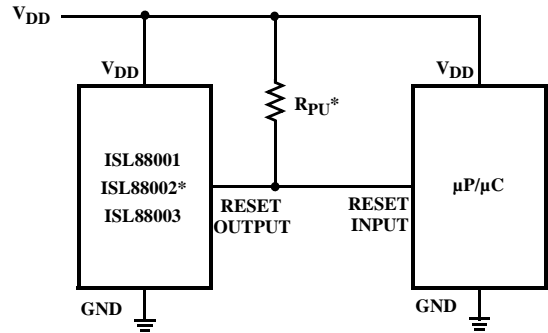 VDD
VDD
VDD
RPU*
ISL88001
ISL88002*
ISL88003
µP/µC
RESET
OUTPUT
RESET
INPUT
GND
GND